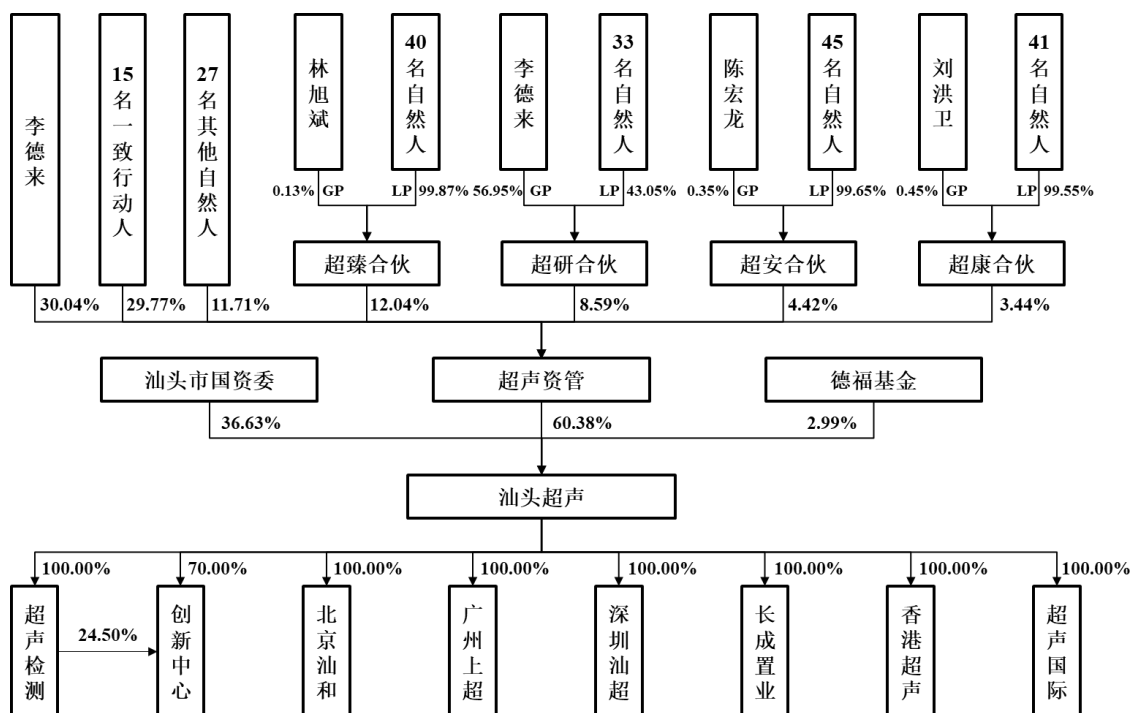 李德来
15名一致行动人
27名其他自然人
林旭斌
40名自然人
李德来
33名自然人
陈宏龙
45名自然人
刘洪卫
41名自然人
0.13% GP
LP 99.87%
56.95% GP
LP 43.05%
0.35% GP
LP 99.65%
0.45% GP
LP 99.55%
超臻合伙
超研合伙
超安合伙
超康合伙
30.04%
29.77%
11.71%
12.04%
8.59%
4.42%
3.44%
汕头市国资委
超声资管
德福基金
36.63%
60.38%
2.99%
汕头超声
100.00%
70.00%
100.00%
100.00%
100.00%
100.00%
100.00%
100.00%
超声检测
24.50%
创新中心
北京汕和
广州上超
深圳汕超
长成置业
香港超声
超声国际